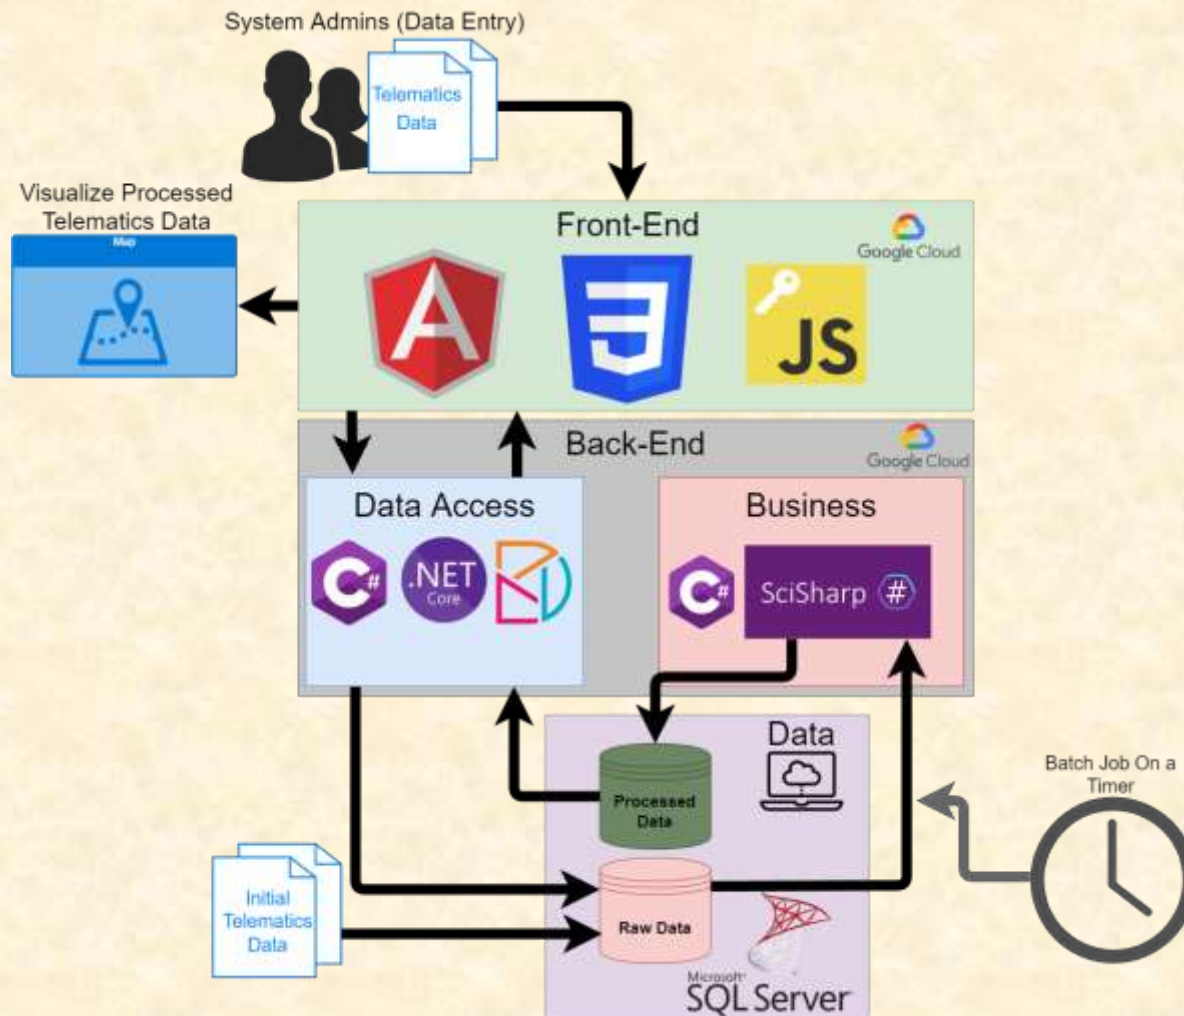 System Admins (Data Entry)
Telematics
Data
Visualize Processed
Telematics Data
Map
Front-End
Google Cloud
JS
Back-End
Google Cloud
Data Access
C#
.NET
Core
Business
C#
SciSharp #
Data
Processed
Data
Batch Job On a
Timer
Initial
Telematics
Data
Raw Data
Microsoft®
SQL Server